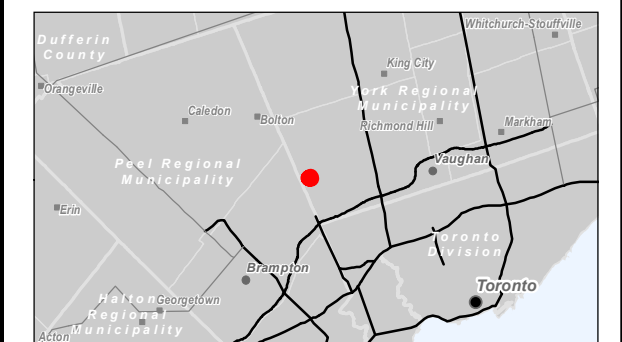 Whitchurch-Stouffville
Dufferin
County
King City
Orangeville
York Regional
Municipality
Caledon
Bolton
Richmond Hill
Markham
Vaughan
Peel Regional
Municipality
Erin
Toronto
Division
Brampton
Toronto
Halton
Regional
Municipality
Georgetown
Acton